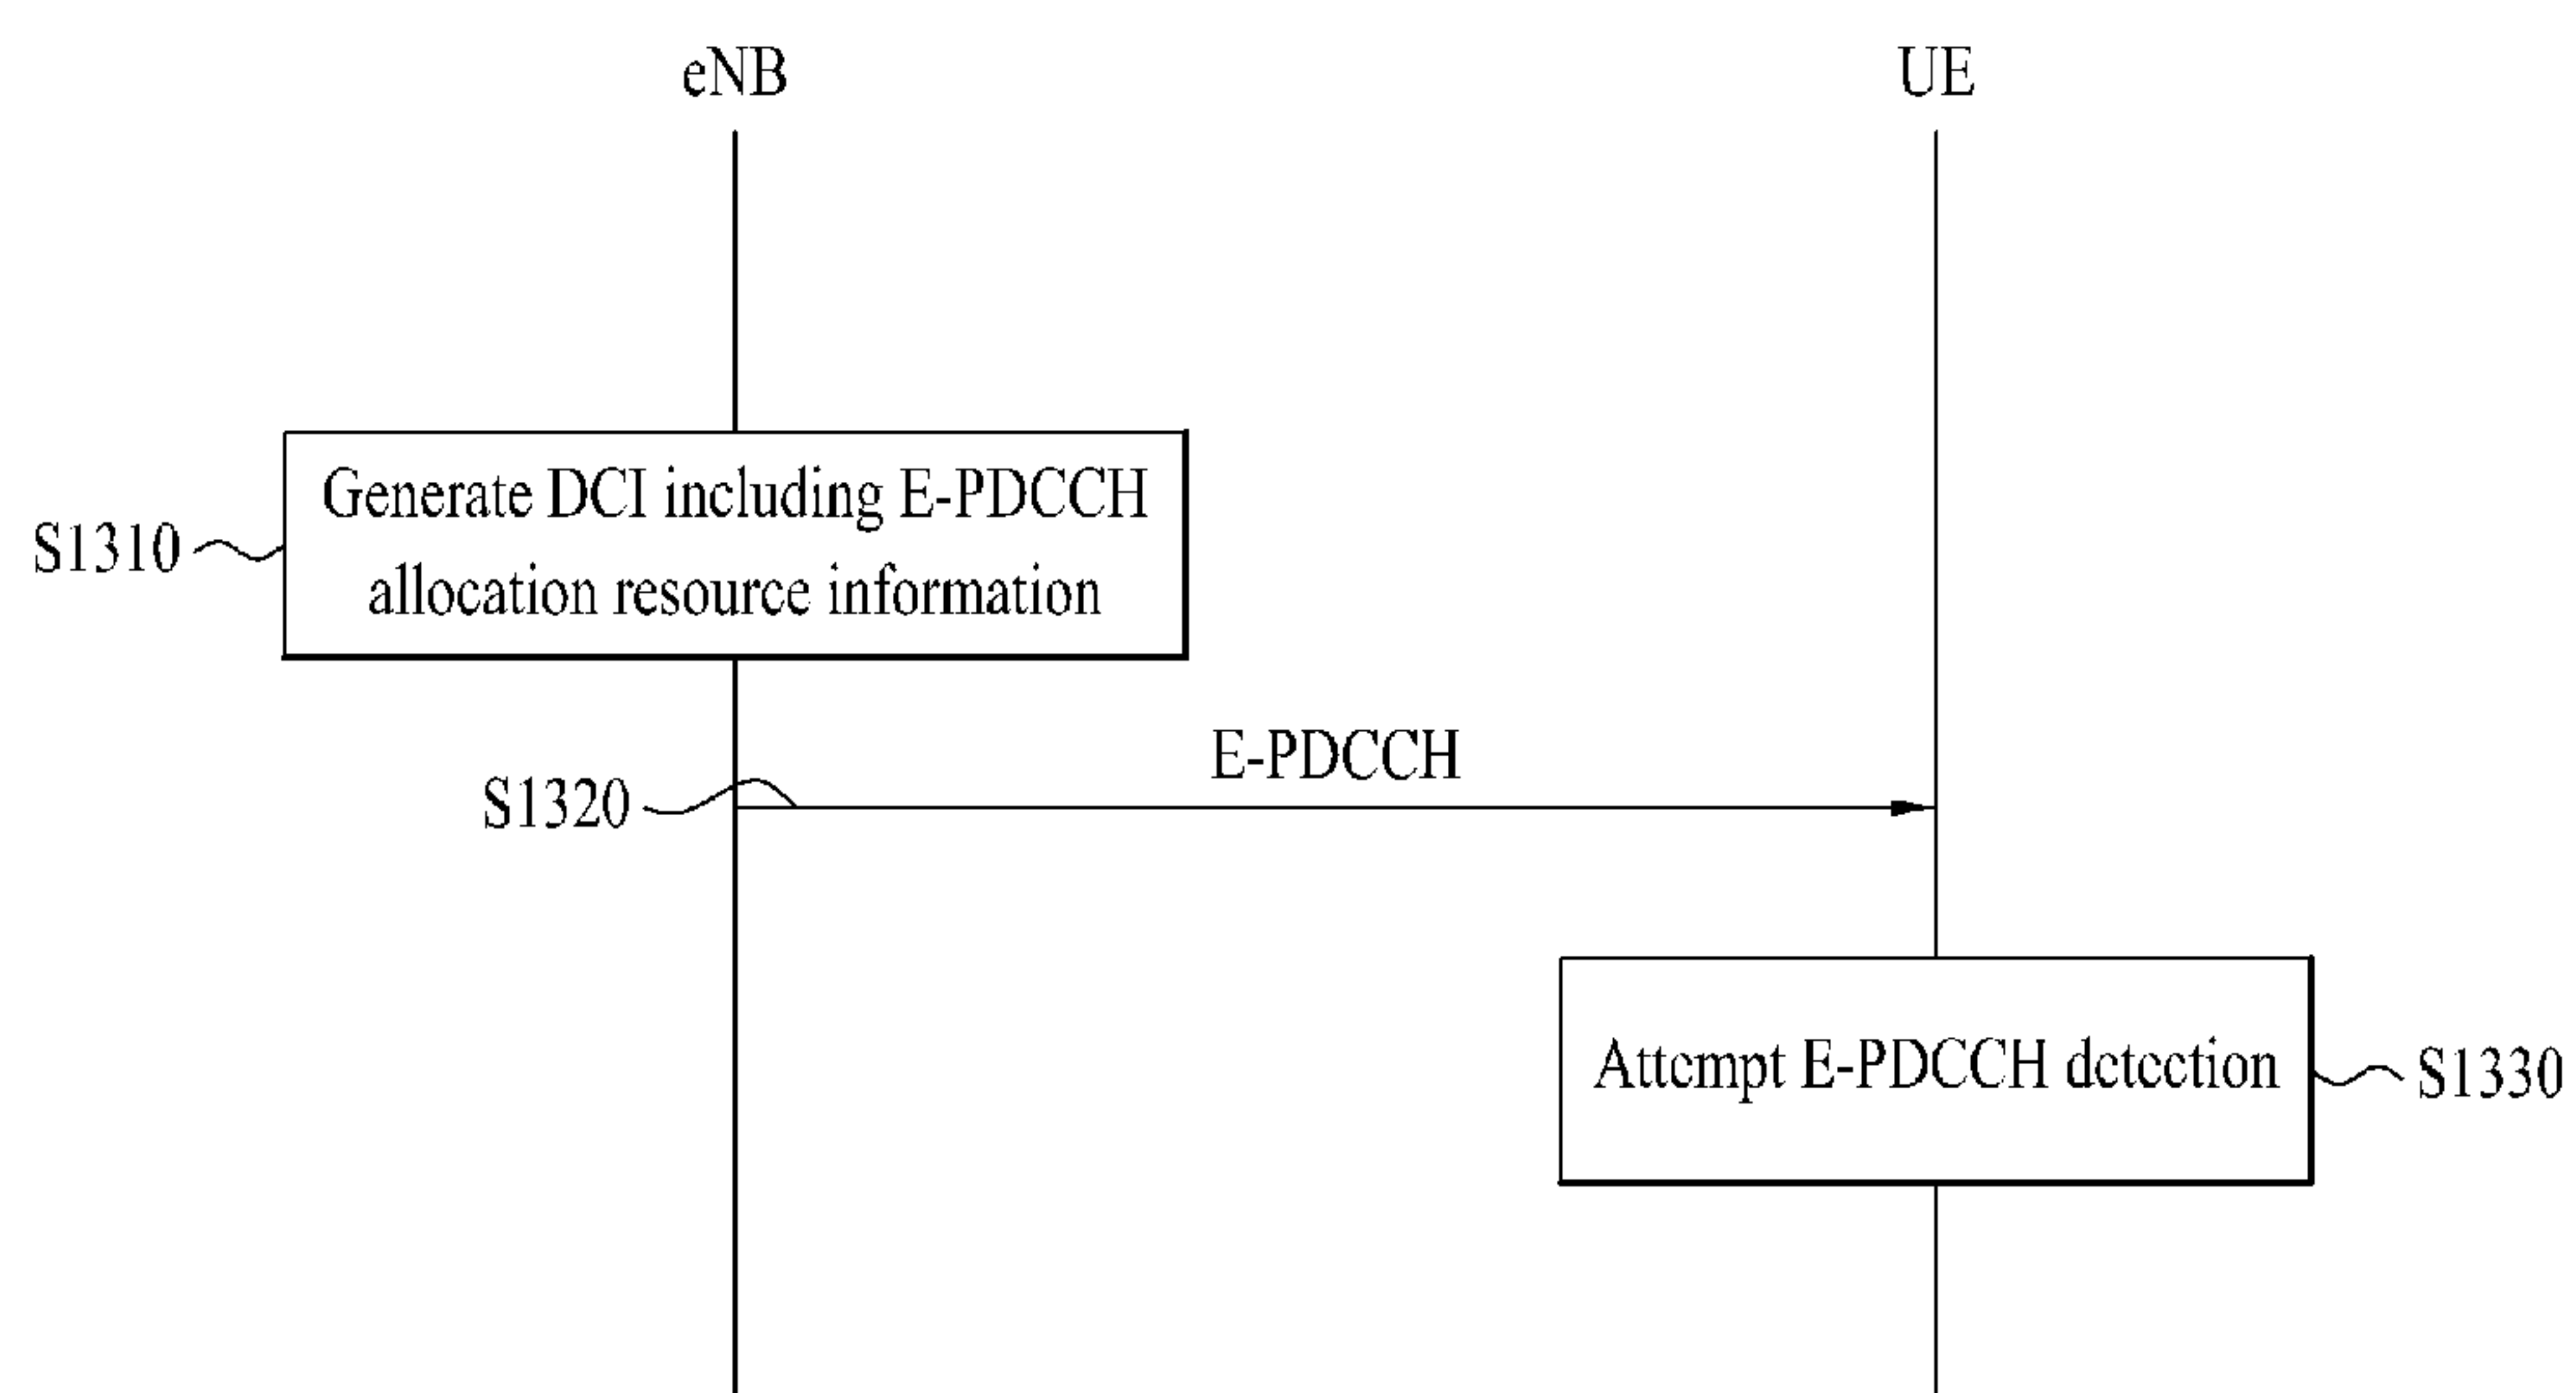 eNB
UE
Generate DCI including E-PDCCH
allocation resource information
S1310
E-PDCCH
S1320
Attempt E-PDCCH detection
S1330